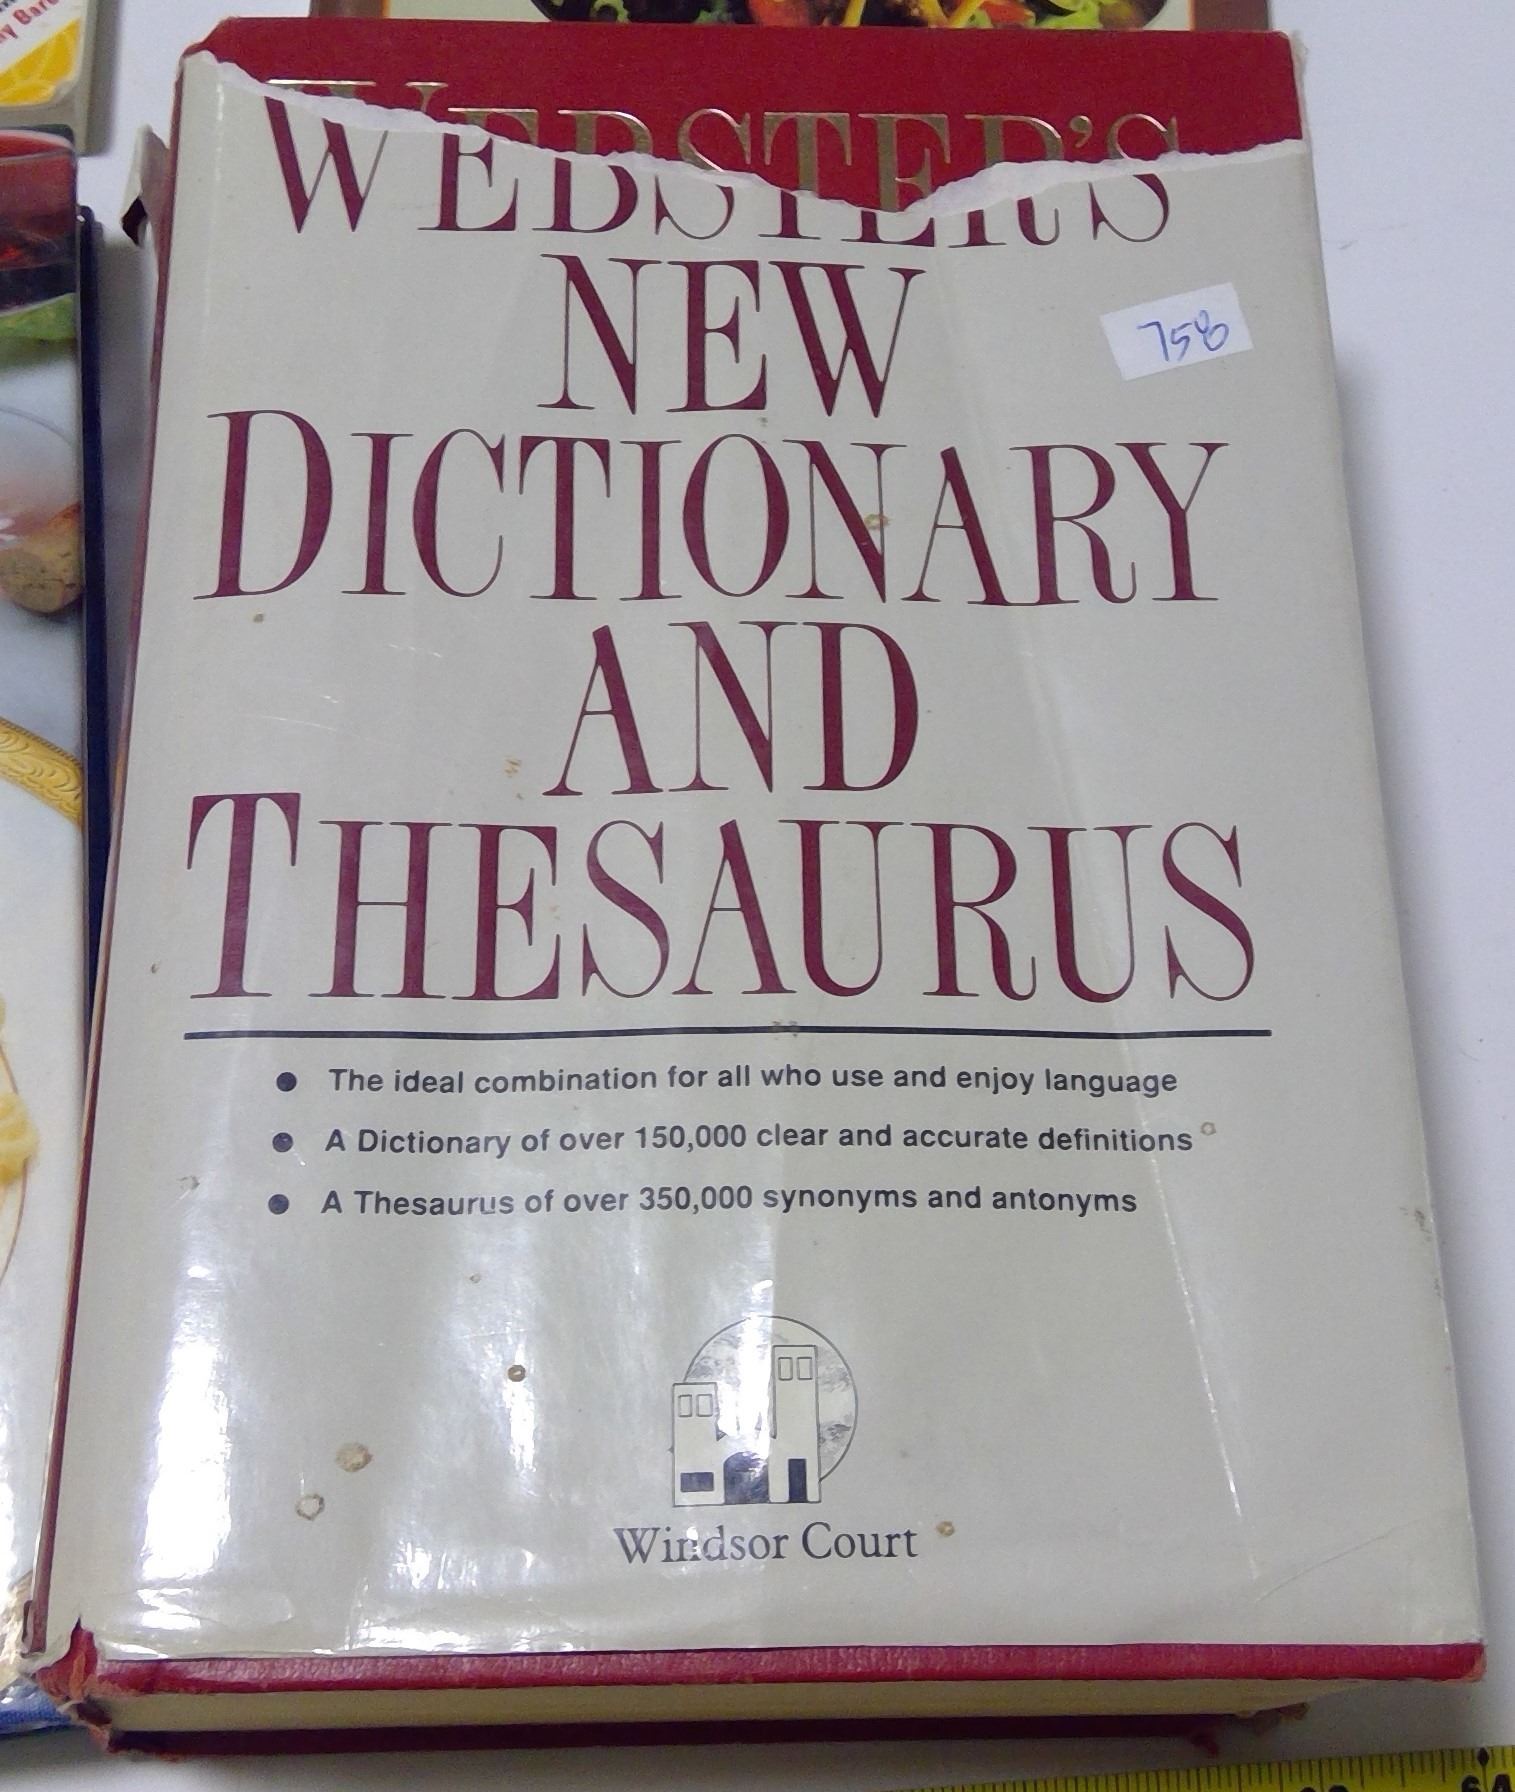 WEBSTER'S
NEW
DICTIONARY
AND
THESAURUS
758
● The ideal combination for all who use and enjoy language
● A Dictionary of over 150,000 clear and accurate definitions
● A Thesaurus of over 350,000 synonyms and antonyms
Windsor Court